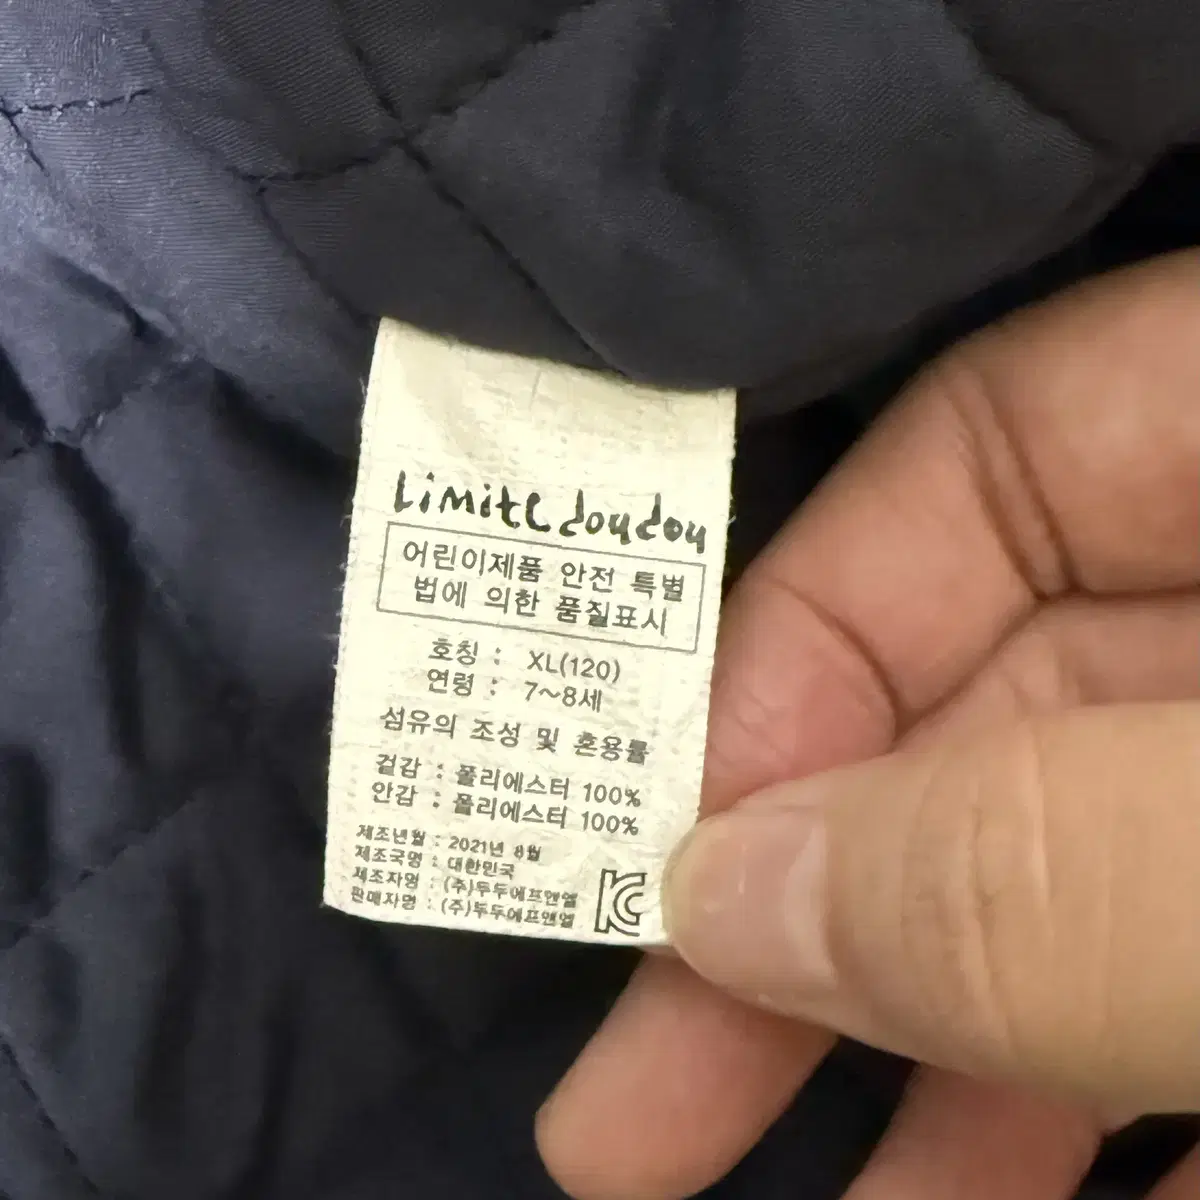 Limite doudou
어린이제품 안전 특별
법에 의한 품질표시
호칭 : XL(120)
연령 : 7~8세
섬유의 조성 및 혼용률
겉감 : 폴리에스터 100%
안감 : 폴리에스터 100%
제조년월 : 2021년 8월
제조국명 : 대한민국
제조자명 : (주)두두에프앤엘
판매자명 : (주)두두에프앤엘
KC